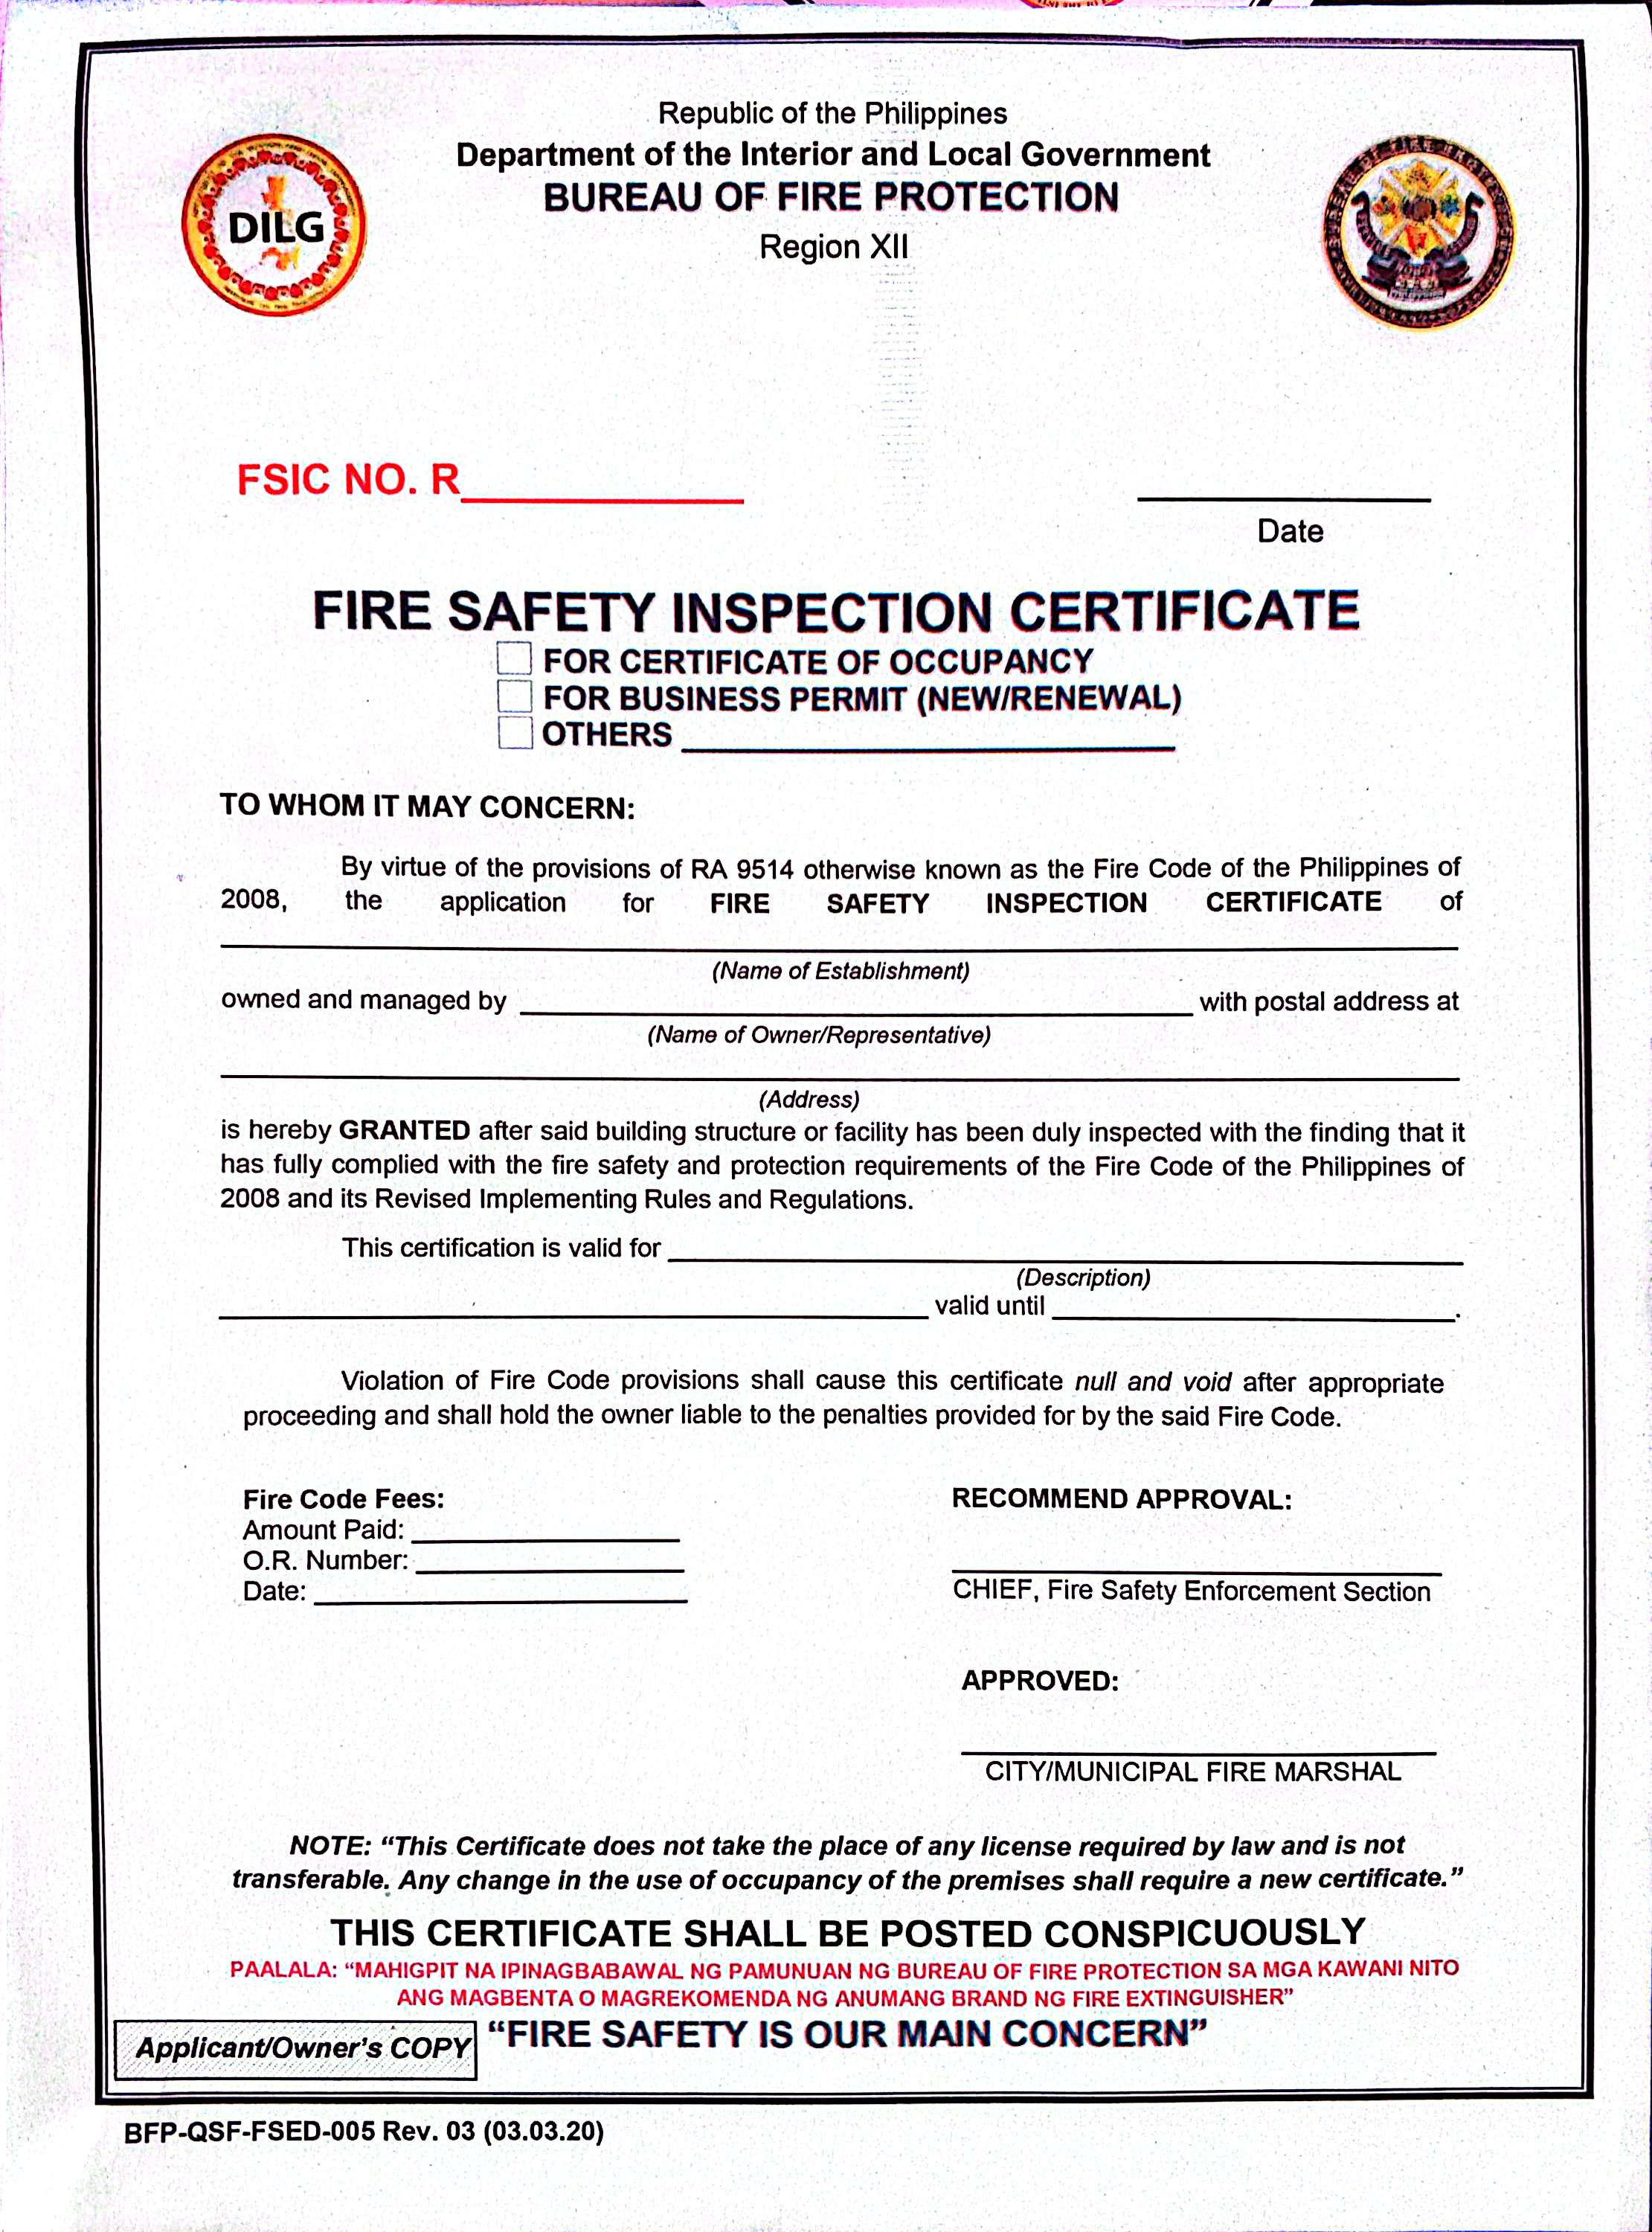 Republic of the Philippines
Department of the Interior and Local Government
BUREAU OF FIRE PROTECTION
Region XII
DILG
FSIC NO. R____________
Date
FIRE SAFETY INSPECTION CERTIFICATE
FOR CERTIFICATE OF OCCUPANCY
FOR BUSINESS PERMIT (NEW/RENEWAL)
OTHERS ____________
TO WHOM IT MAY CONCERN:
By virtue of the provisions of RA 9514 otherwise known as the Fire Code of the Philippines of
2008, the application for FIRE SAFETY INSPECTION CERTIFICATE of
(Name of Establishment)
owned and managed by ____________ with postal address at
(Name of Owner/Representative)
(Address)
is hereby GRANTED after said building structure or facility has been duly inspected with the finding that it
has fully complied with the fire safety and protection requirements of the Fire Code of the Philippines of
2008 and its Revised Implementing Rules and Regulations.
This certification is valid for ____________
(Description)
____________ valid until ____________.
Violation of Fire Code provisions shall cause this certificate null and void after appropriate
proceeding and shall hold the owner liable to the penalties provided for by the said Fire Code.
Fire Code Fees:
Amount Paid: ____________
O.R. Number: ____________
Date: ____________
RECOMMEND APPROVAL:
CHIEF, Fire Safety Enforcement Section
APPROVED:
CITY/MUNICIPAL FIRE MARSHAL
NOTE: “This Certificate does not take the place of any license required by law and is not
transferable. Any change in the use of occupancy of the premises shall require a new certificate.”
THIS CERTIFICATE SHALL BE POSTED CONSPICUOUSLY
PAALALA: “MAHIGPIT NA IPINAGBABAWAL NG PAMUNUAN NG BUREAU OF FIRE PROTECTION SA MGA KAWANI NITO
ANG MAGBENTA O MAGREKOMENDA NG ANUMANG BRAND NG FIRE EXTINGUISHER”
“FIRE SAFETY IS OUR MAIN CONCERN”
Applicant/Owner's COPY
BFP-QSF-FSED-005 Rev. 03 (03.03.20)